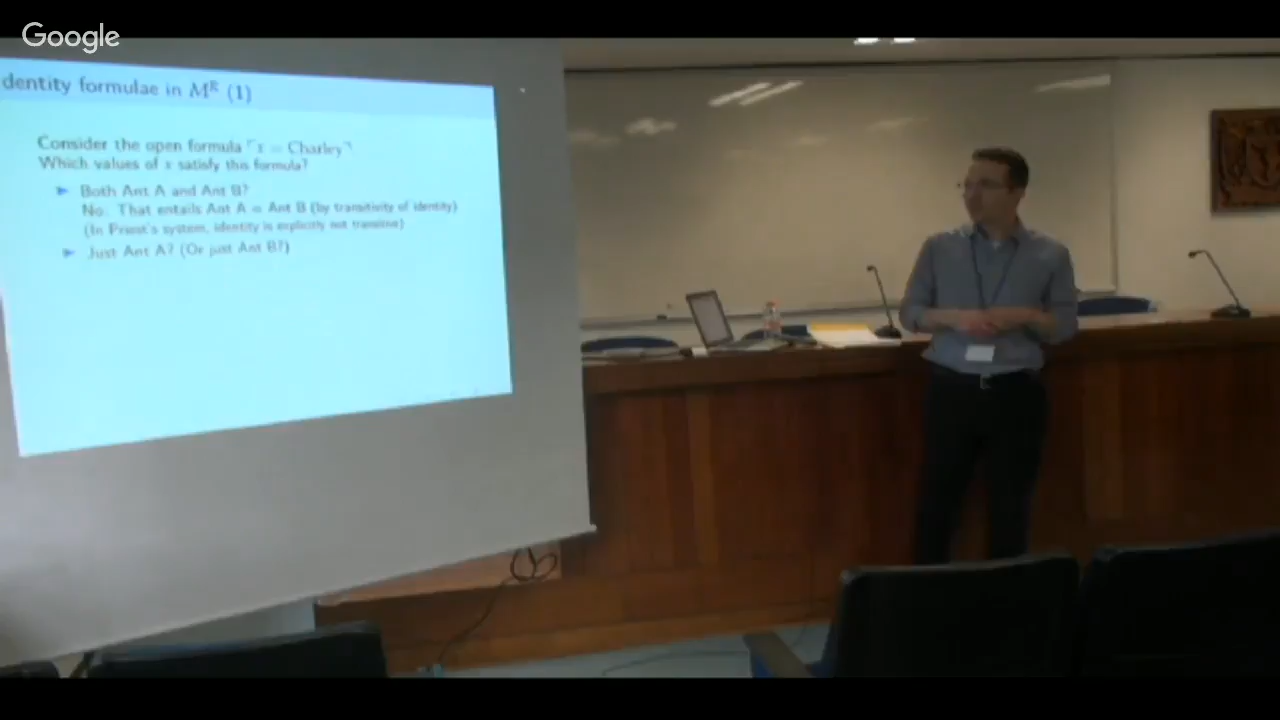 Google
dentity formulae in Mᴿ (1)
Consider the open formula ⌜x = Charley⌝.
Which values of x satisfy this formula?
Both Ant A and Ant B?
No. That entails Ant A = Ant B (by transitivity of identity)
(In Priest's system, identity is explicitly not transitive)
Just Ant A? (Or just Ant B?)